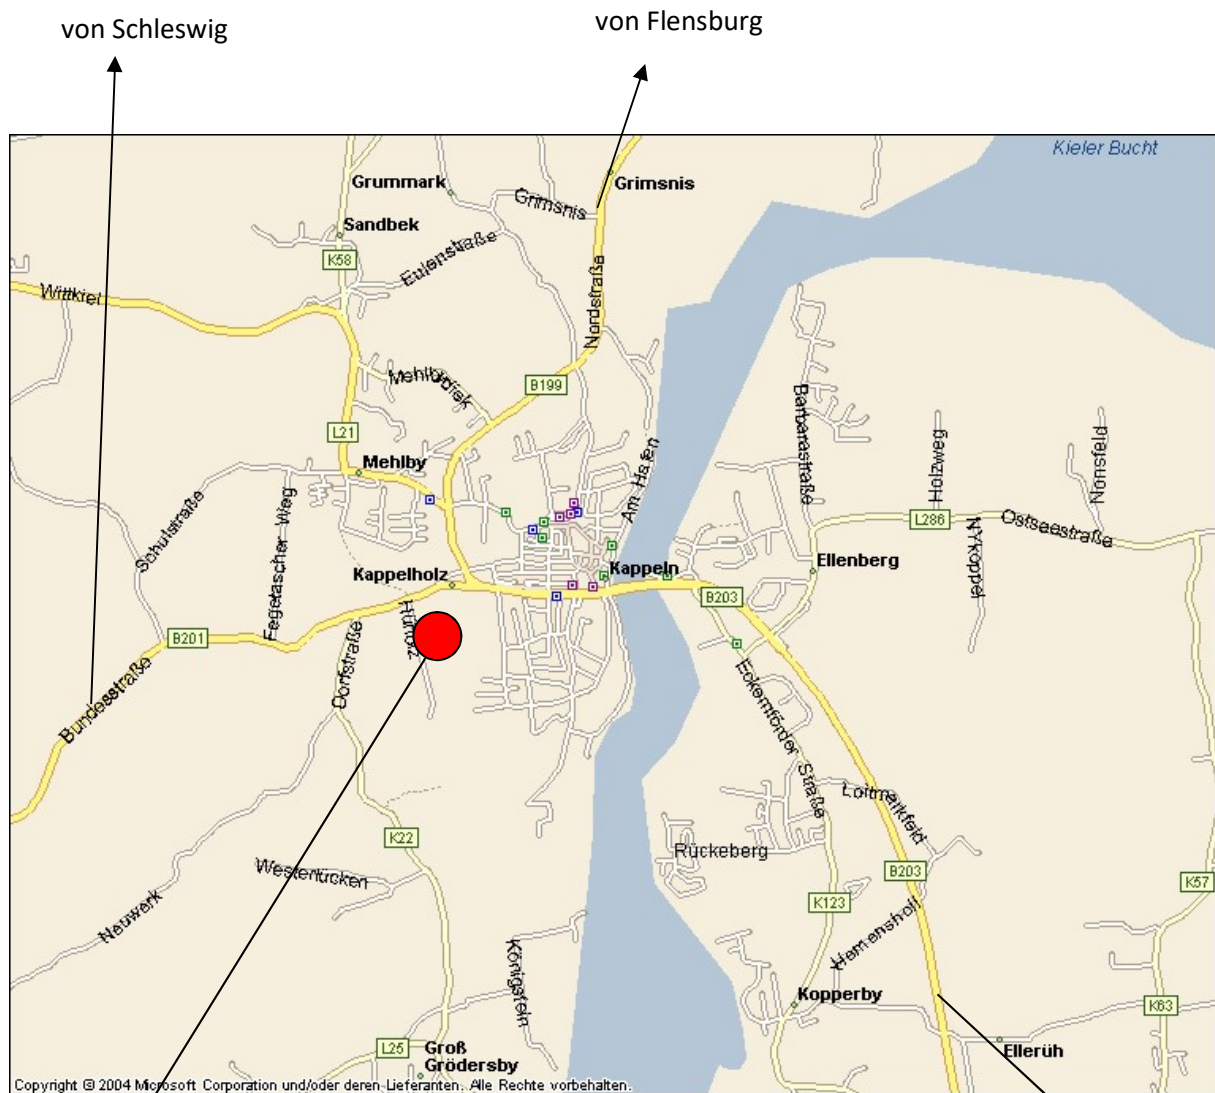 von Schleswig
von Flensburg
Kieler Bucht
Grummark
Grimsnis
Grimsnis
Sandbek
K58
Eulenstraße
Wittkiel
Nordstraße
B199
Mehlbydiek
Barbarastraße
L21
Mehlby
Am Hafen
Holzweg
Nonsfeld
Schulstraße
Fegetascher Weg
L286
Ostseestraße
Nyköppel
Kappelholz
Kappeln
Ellenberg
B203
Hüholz
B201
Dorfstraße
Bundesstraße
Eckernförder Straße
Loitmarkfeld
K22
Rückeberg
Westerlücken
B203
K57
K123
Neuwerk
Hemensholl
Königstein
Kopperby
K63
L25
Groß
Grödersby
Ellerüh
Copyright © 2004 Microsoft Corporation und/oder deren Lieferanten. Alle Rechte vorbehalten.